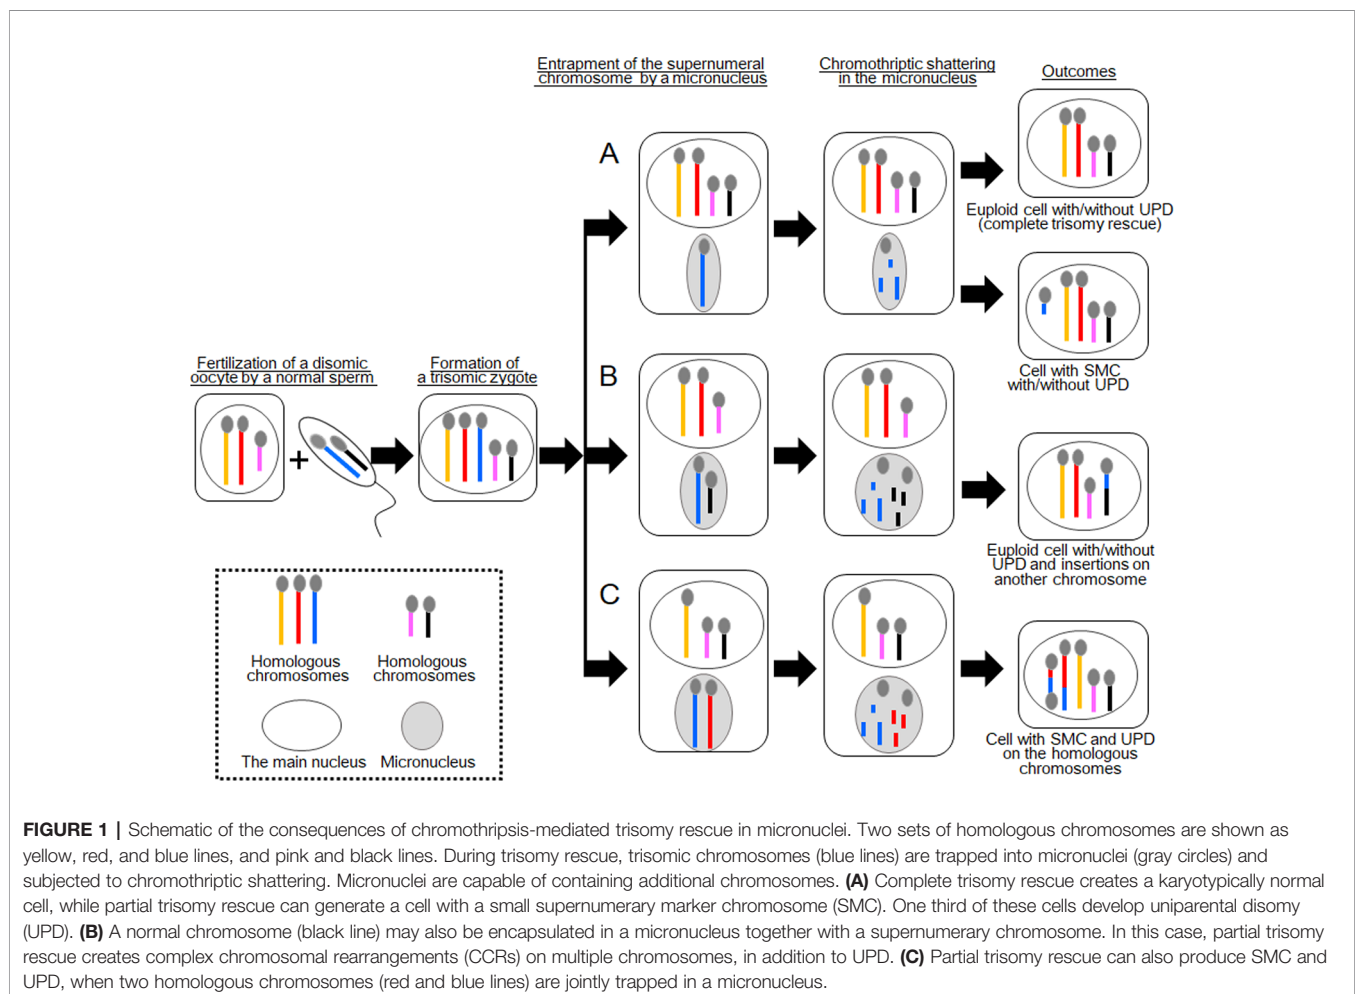 Entrapment of the supernumeral
chromosome by a micronucleus
Chromothriptic shattering
in the micronucleus
Outcomes
A
Euploid cell with/without UPD
(complete trisomy rescue)
Cell with SMC
with/without UPD
Fertilization of a disomic
oocyte by a normal sperm
Formation of
a trisomic zygote
+
B
Euploid cell with/without
UPD and insertions on
another chromosome
C
Cell with SMC and UPD
on the homologous
chromosomes
Homologous
chromosomes
Homologous
chromosomes
The main nucleus
Micronucleus
FIGURE 1 | Schematic of the consequences of chromothripsis-mediated trisomy rescue in micronuclei. Two sets of homologous chromosomes are shown as
yellow, red, and blue lines, and pink and black lines. During trisomy rescue, trisomic chromosomes (blue lines) are trapped into micronuclei (gray circles) and
subjected to chromothriptic shattering. Micronuclei are capable of containing additional chromosomes. (A) Complete trisomy rescue creates a karyotypically normal
cell, while partial trisomy rescue can generate a cell with a small supernumerary marker chromosome (SMC). One third of these cells develop uniparental disomy
(UPD). (B) A normal chromosome (black line) may also be encapsulated in a micronucleus together with a supernumerary chromosome. In this case, partial trisomy
rescue creates complex chromosomal rearrangements (CCRs) on multiple chromosomes, in addition to UPD. (C) Partial trisomy rescue can also produce SMC and
UPD, when two homologous chromosomes (red and blue lines) are jointly trapped in a micronucleus.